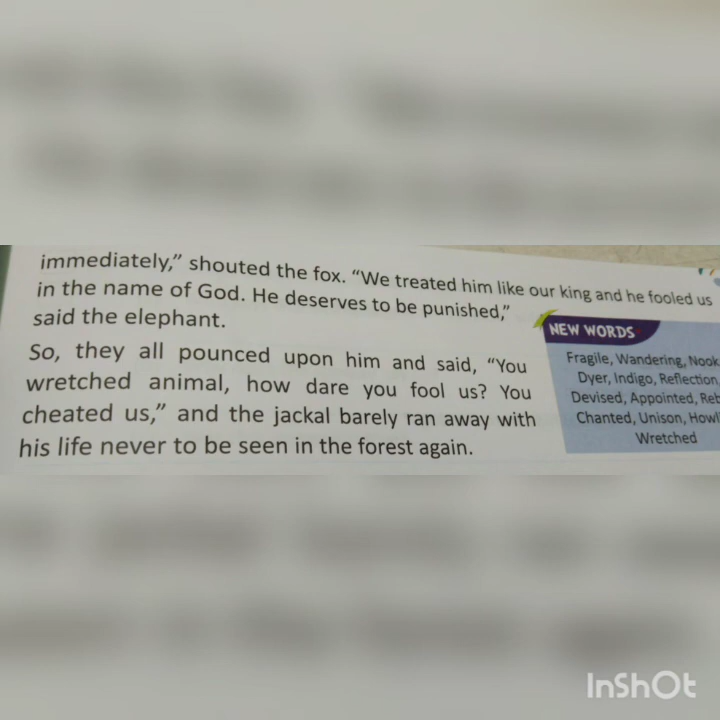 immediately,” shouted the fox. “We treated him like our king and he fooled us
in the name of God. He deserves to be punished,”
said the elephant.
So, they all pounced upon him and said, “You
wretched animal, how dare you fool us? You
cheated us,” and the jackal barely ran away with
his life never to be seen in the forest again.
NEW WORDS
Fragile, Wandering, Nook
Dyer, Indigo, Reflection,
Devised, Appointed,
Chanted, Unison,
Wretched
InShOt